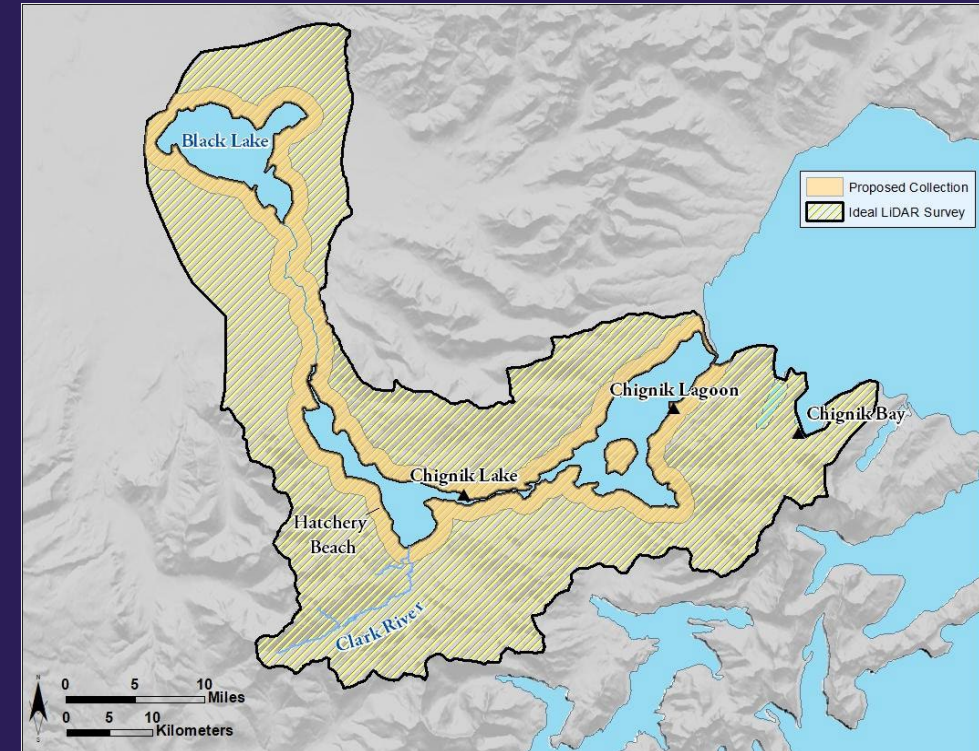 Black Lake
Proposed Collection
Ideal LiDAR Survey
Chignik Lagoon
Chignik Bay
Chignik Lake
Hatchery
Beach
Clark River
N
S
0 5 10
Miles
0 5 10
Kilometers